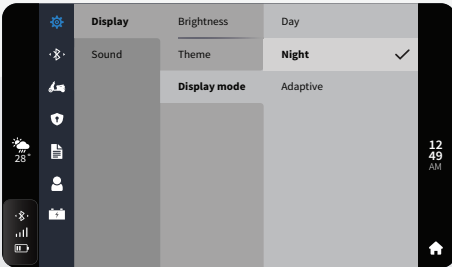 Display
Sound
Brightness
Theme
Display mode
Day
Night
Adaptive
28°
12
49
AM